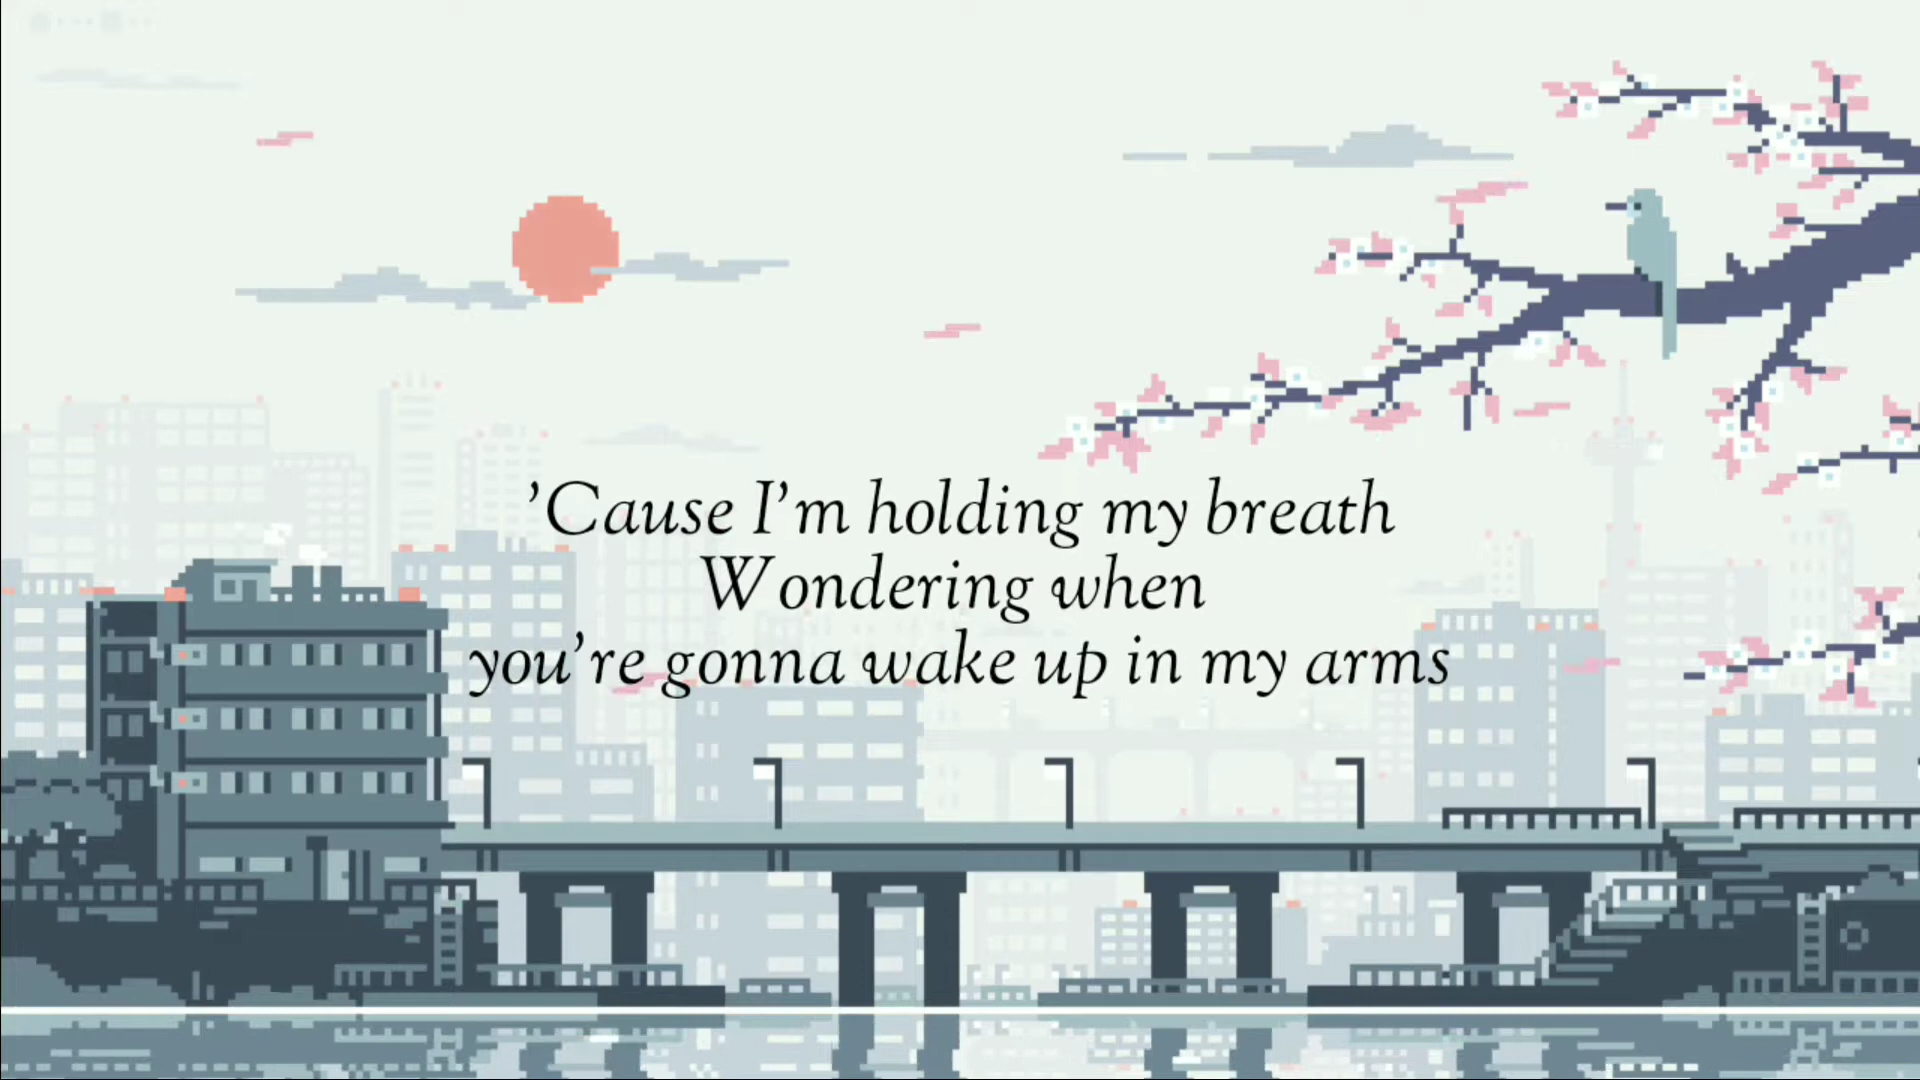 ’Cause I’m holding my breath
Wondering when
you’re gonna wake up in my arms